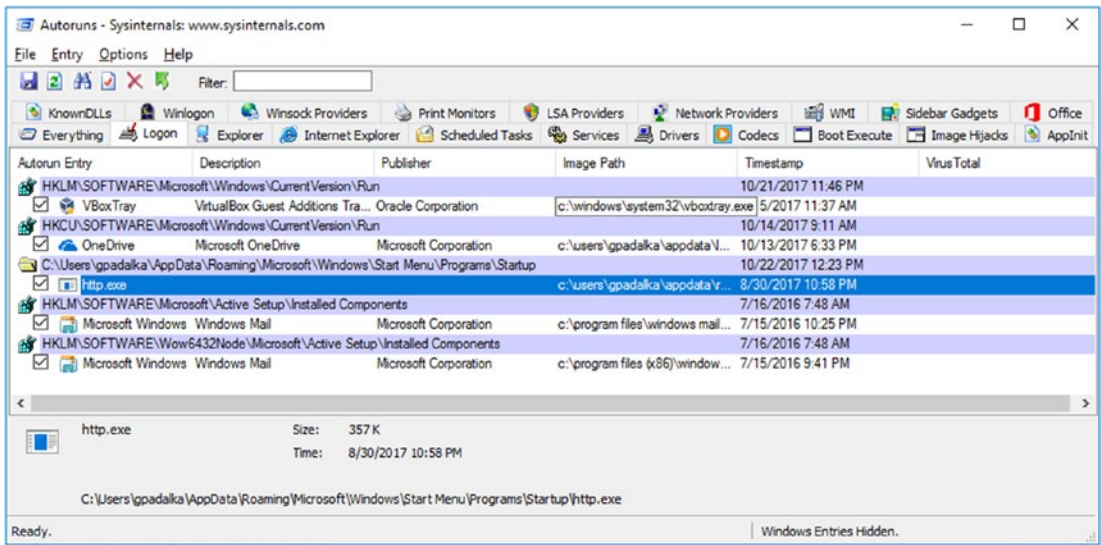 Autoruns - Sysinternals: www.sysinternals.com
File Entry Options Help
Filter:
KnownDLLs Winlogon Winsock Providers Print Monitors LSA Providers Network Providers WMI Sidebar Gadgets Office
Everything Logon Explorer Internet Explorer Scheduled Tasks Services Drivers Codecs Boot Execute Image Hijacks AppInit
Autorun Entry Description Publisher Image Path Timestamp VirusTotal
HKLM\SOFTWARE\Microsoft\Windows\CurrentVersion\Run 10/21/2017 11:46 PM
VBoxTray VirtualBox Guest Additions Tra... Oracle Corporation c:\windows\system32\vboxtray.exe 5/2017 11:37 AM
HKCU\SOFTWARE\Microsoft\Windows\CurrentVersion\Run 10/14/2017 9:11 AM
OneDrive Microsoft OneDrive Microsoft Corporation c:\users\gpadalka\appdata\l... 10/13/2017 6:33 PM
C:\Users\gpadalka\AppData\Roaming\Microsoft\Windows\Start Menu\Programs\Startup 10/22/2017 12:23 PM
http.exe c:\users\gpadalka\appdata\r... 8/30/2017 10:58 PM
HKLM\SOFTWARE\Microsoft\Active Setup\Installed Components 7/16/2016 7:48 AM
Microsoft Windows Windows Mail Microsoft Corporation c:\program files\windows mail... 7/15/2016 10:25 PM
HKLM\SOFTWARE\Wow6432Node\Microsoft\Active Setup\Installed Components 7/16/2016 7:48 AM
Microsoft Windows Windows Mail Microsoft Corporation c:\program files (x86)\window... 7/15/2016 9:41 PM
http.exe Size: 357 K
Time: 8/30/2017 10:58 PM
C:\Users\gpadalka\AppData\Roaming\Microsoft\Windows\Start Menu\Programs\Startup\http.exe
Ready. Windows Entries Hidden.